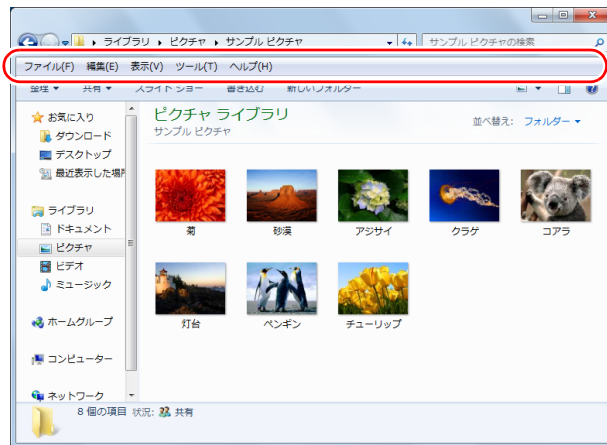 ライブラリ ▸ ピクチャ ▸ サンプル ピクチャ
サンプル ピクチャの検索
ファイル(F) 編集(E) 表示(V) ツール(T) ヘルプ(H)
整理 共有 スライド ショー 書き込む 新しいフォルダー
お気に入り
ダウンロード
デスクトップ
最近表示した場所
ライブラリ
ドキュメント
ピクチャ
ビデオ
ミュージック
ホームグループ
コンピューター
ネットワーク
ピクチャ ライブラリ
サンプル ピクチャ
並べ替え: フォルダー
菊 砂漠 アジサイ クラゲ コアラ
灯台 ペンギン チューリップ
8 個の項目 状況: 共有